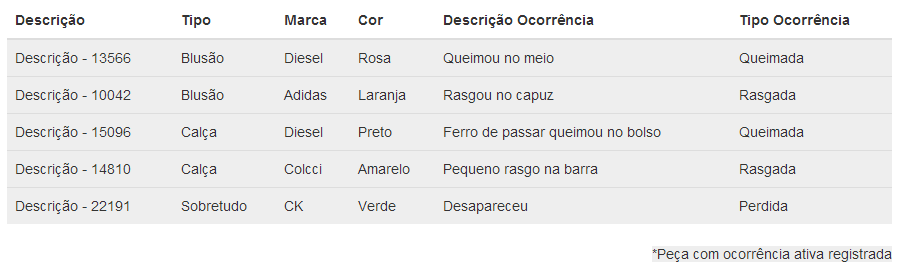 Descrição Tipo Marca Cor Descrição Ocorrência Tipo Ocorrência
Descrição - 13566 Blusão Diesel Rosa Queimou no meio Queimada
Descrição - 10042 Blusão Adidas Laranja Rasgou no capuz Rasgada
Descrição - 15096 Calça Diesel Preto Ferro de passar queimou no bolso Queimada
Descrição - 14810 Calça Colcci Amarelo Pequeno rasgo na barra Rasgada
Descrição - 22191 Sobretudo CK Verde Desapareceu Perdida
*Peça com ocorrência ativa registrada